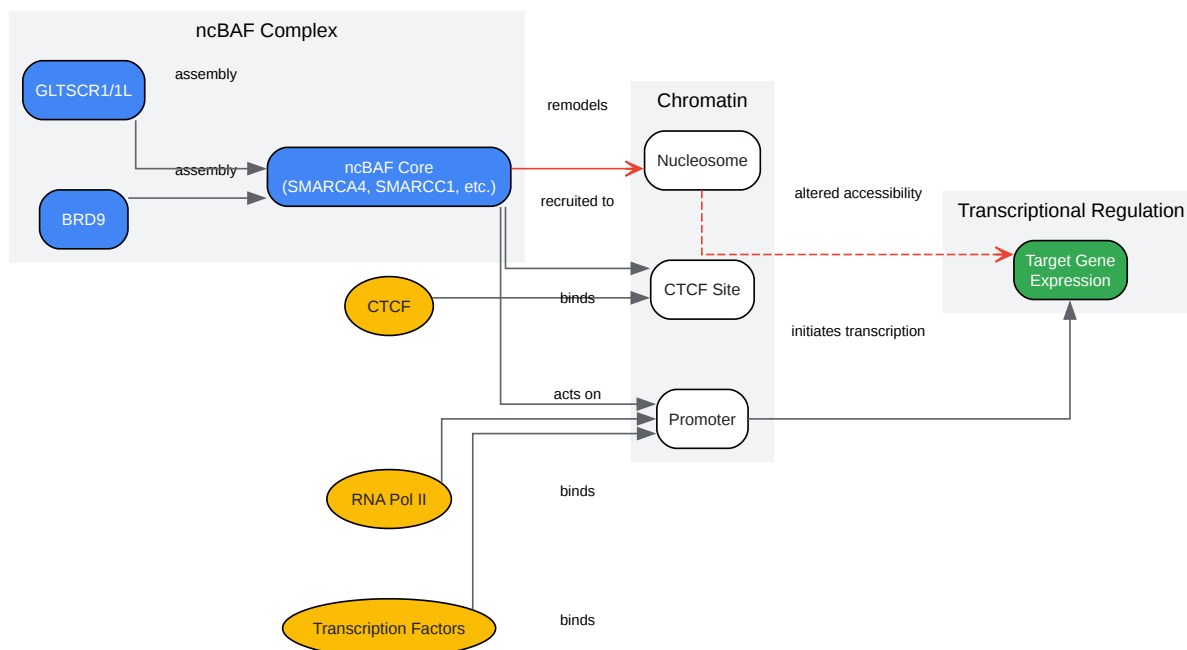 ncBAF Complex
GLTSCR1/1L
assembly
assembly
BRD9
ncBAF Core
(SMARCA4, SMARCC1, etc.)
remodels
recruited to
Chromatin
Nucleosome
altered accessibility
Transcriptional Regulation
Target Gene
Expression
CTCF
binds
CTCF Site
initiates transcription
acts on
Promoter
RNA Pol II
binds
Transcription Factors
binds